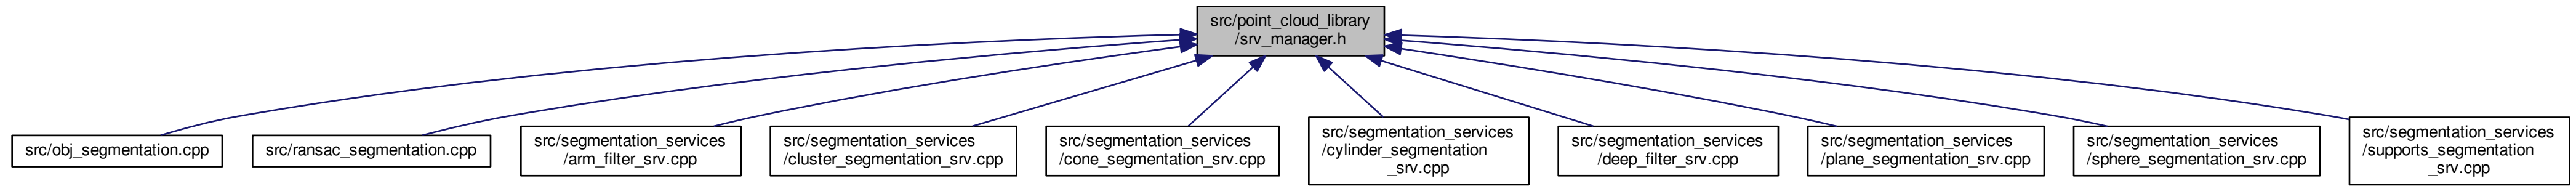 src/point_cloud_library
/srv_manager.h
src/obj_segmentation.cpp
src/ransac_segmentation.cpp
src/segmentation_services
/arm_filter_srv.cpp
src/segmentation_services
/cluster_segmentation_srv.cpp
src/segmentation_services
/cone_segmentation_srv.cpp
src/segmentation_services
/cylinder_segmentation
_srv.cpp
src/segmentation_services
/deep_filter_srv.cpp
src/segmentation_services
/plane_segmentation_srv.cpp
src/segmentation_services
/sphere_segmentation_srv.cpp
src/segmentation_services
/supports_segmentation
_srv.cpp